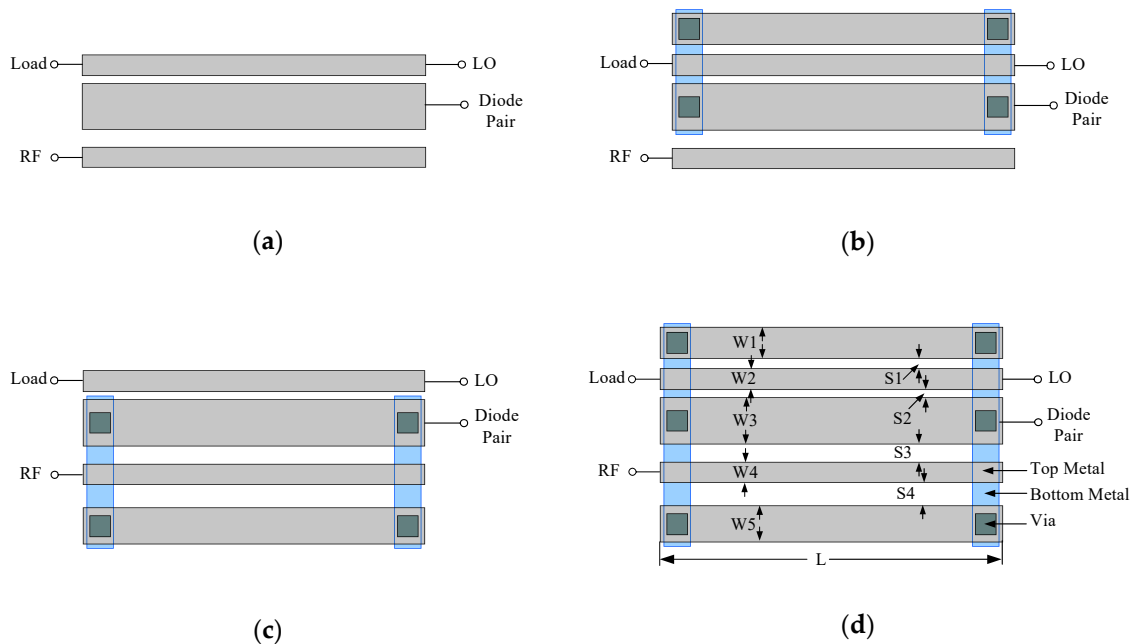 Load
LO
Diode
Pair
RF
(a)
Load
LO
Diode
Pair
RF
(b)
Load
LO
Diode
Pair
RF
(c)
W1
S1
Load
W2
LO
S2
W3
Diode
Pair
S3
RF
W4
Top Metal
S4
Bottom Metal
W5
Via
L
(d)